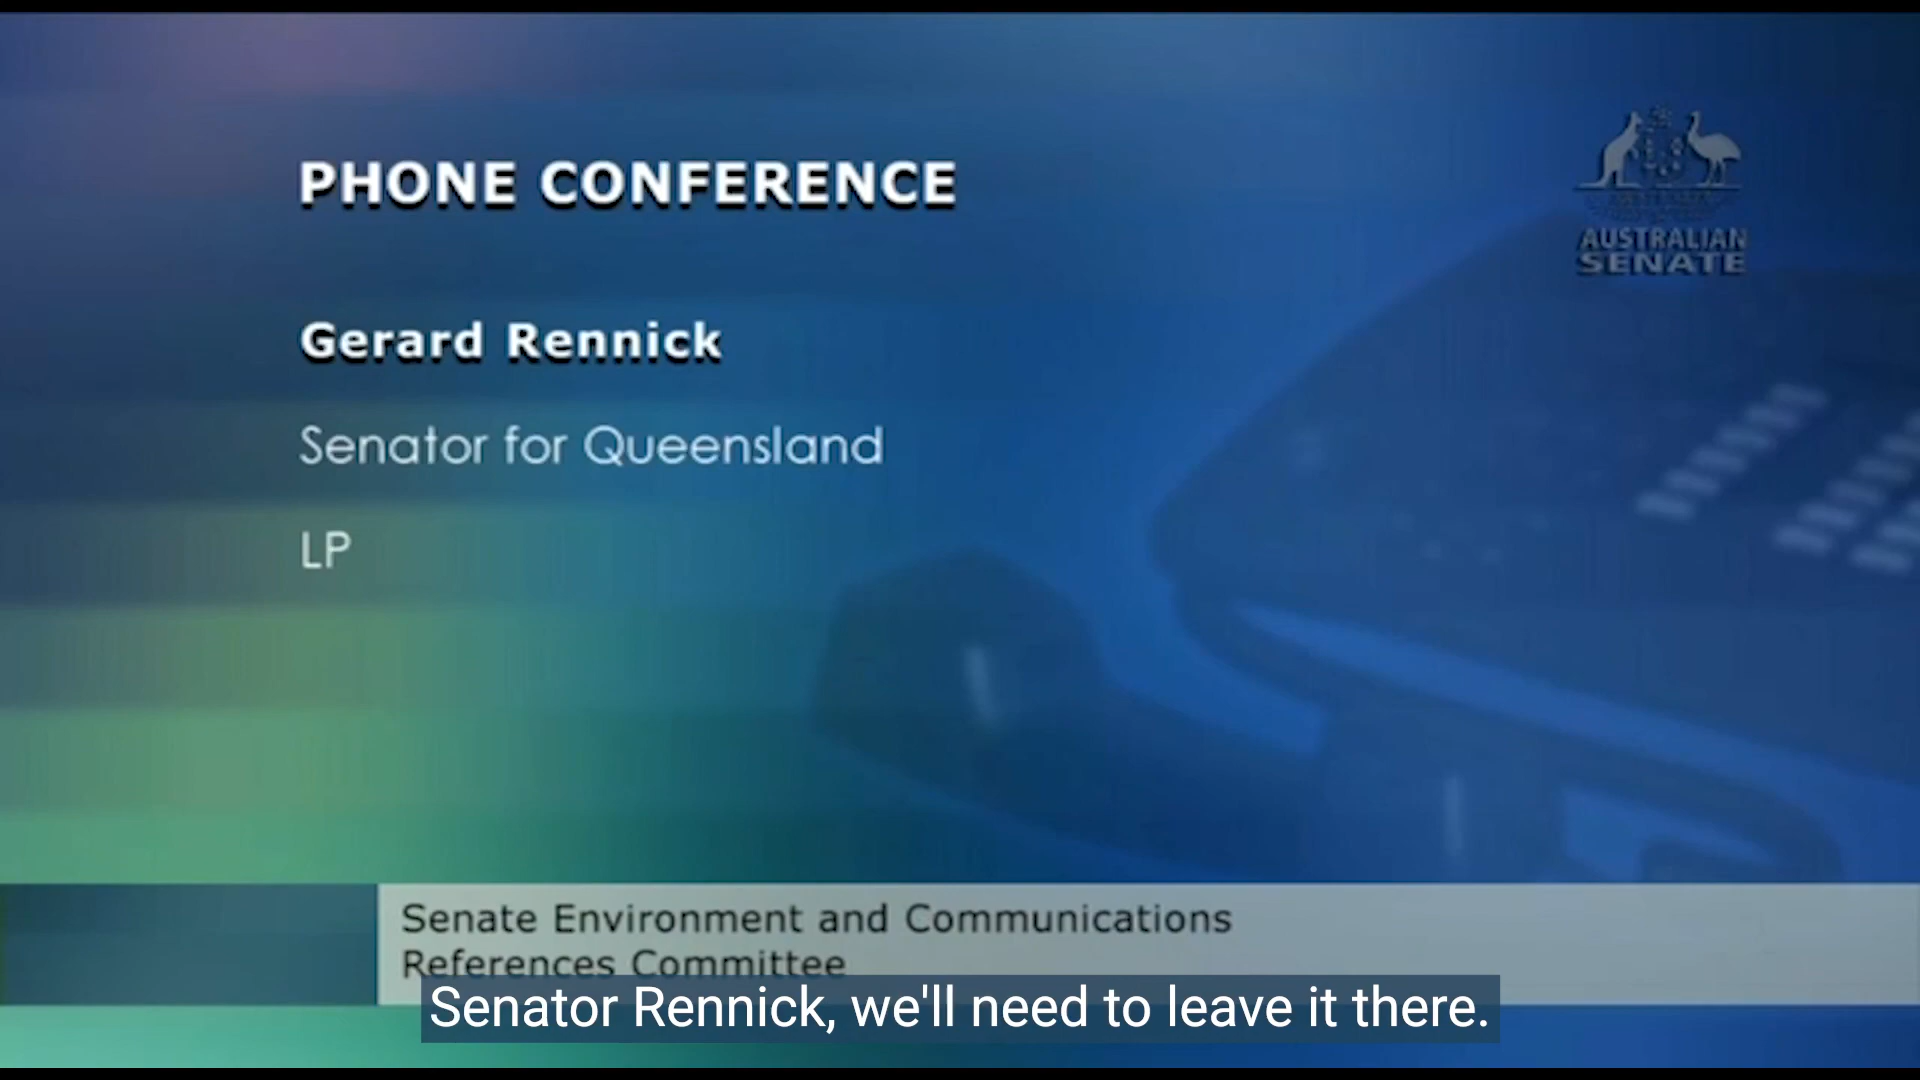 PHONE CONFERENCE
AUSTRALIAN
SENATE
Gerard Rennick
Senator for Queensland
LP
Senate Environment and Communications
References Committee
Senator Rennick, we'll need to leave it there.